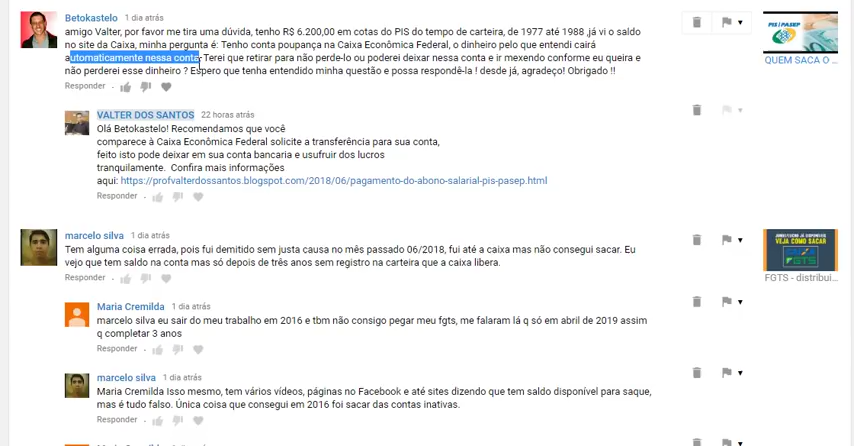 Betokastelo 1 dia atrás
amigo Valter, por favor me tira uma dúvida, tenho R$ 6.200,00 em cotas do PIS do tempo de carteira, de 1977 até 1988 ,já vi o saldo
no site da Caixa, minha pergunta é: Tenho conta poupança na Caixa Econômica Federal, o dinheiro pelo que entendi cairá
automaticamente nessa conta-Terei que retirar para não perde-lo ou poderei deixar nessa conta e ir mexendo conforme eu queira e
não perderei esse dinheiro ? Espero que tenha entendido minha questão e possa respondê-la ! desde já, agradeço! Obrigado !!
Responder
PIS/PASEP
QUEM SACA O ...
VALTER DOS SANTOS 22 horas atrás
Olá Betokastelo! Recomendamos que você
comparece à Caixa Econômica Federal solicite a transferência para sua conta,
feito isto pode deixar em sua conta bancaria e usufruir dos lucros
tranquilamente. Confira mais informações
aqui: https://profvalterdossantos.blogspot.com/2018/06/pagamento-do-abono-salarial-pis-pasep.html
Responder
marcelo silva 1 dia atrás
Tem alguma coisa errada, pois fui demitido sem justa causa no mês passado 06/2018, fui até a caixa mas não consegui sacar. Eu
vejo que tem saldo na conta mas só depois de três anos sem registro na carteira que a caixa libera.
Responder
VEJA COMO SACAR
FGTS
FGTS - distribui...
Maria Cremilda 1 dia atrás
marcelo silva eu sair do meu trabalho em 2016 e tbm não consigo pegar meu fgts, me falaram lá q só em abril de 2019 assim
q completar 3 anos
Responder
marcelo silva 1 dia atrás
Maria Cremilda Isso mesmo, tem vários vídeos, páginas no Facebook e até sites dizendo que tem saldo disponível para saque,
mas é tudo falso. Única coisa que consegui em 2016 foi sacar das contas inativas.
Responder